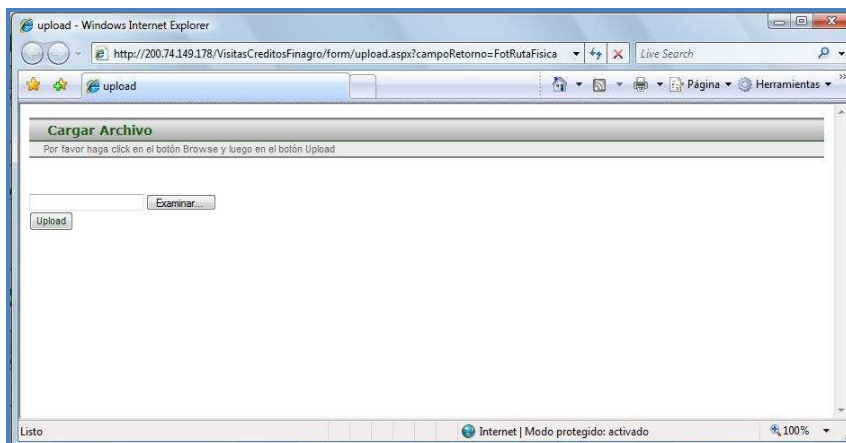 upload - Windows Internet Explorer
http://200.74.149.178/VisitasCreditosFinagro/form/upload.aspx?campoRetorno=FotRutaFisica
Live Search
upload
Página
Herramientas
Cargar Archivo
Por favor haga click en el botón Browse y luego en el botón Upload
Examinar...
Upload
Listo
Internet | Modo protegido: activado
100%